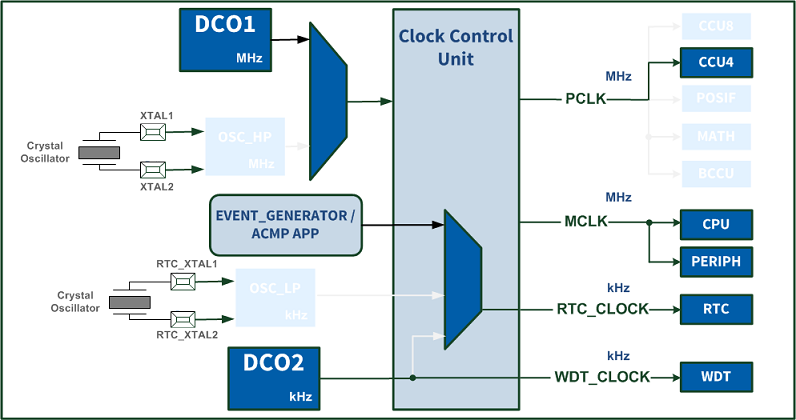 DCO1
MHz
Clock Control
Unit
CCU8
MHz
CCU4
PCLK
POSIF
MATH
BCCU
XTAL1
OSC_HP
MHz
Crystal
Oscillator
XTAL2
EVENT_GENERATOR /
ACMP APP
MHz
MCLK
CPU
PERIPH
RTC_XTAL1
OSC_LP
kHz
Crystal
Oscillator
RTC_XTAL2
kHz
RTC_CLOCK
RTC
DCO2
kHz
kHz
WDT_CLOCK
WDT